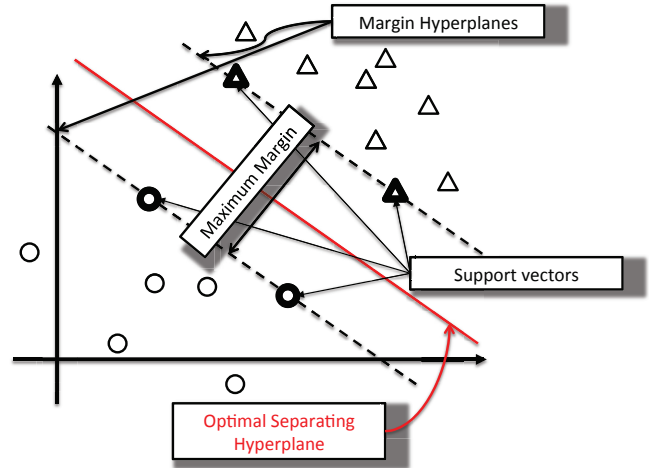 Margin Hyperplanes
Maximum Margin
Support vectors
Optimal Separating
Hyperplane